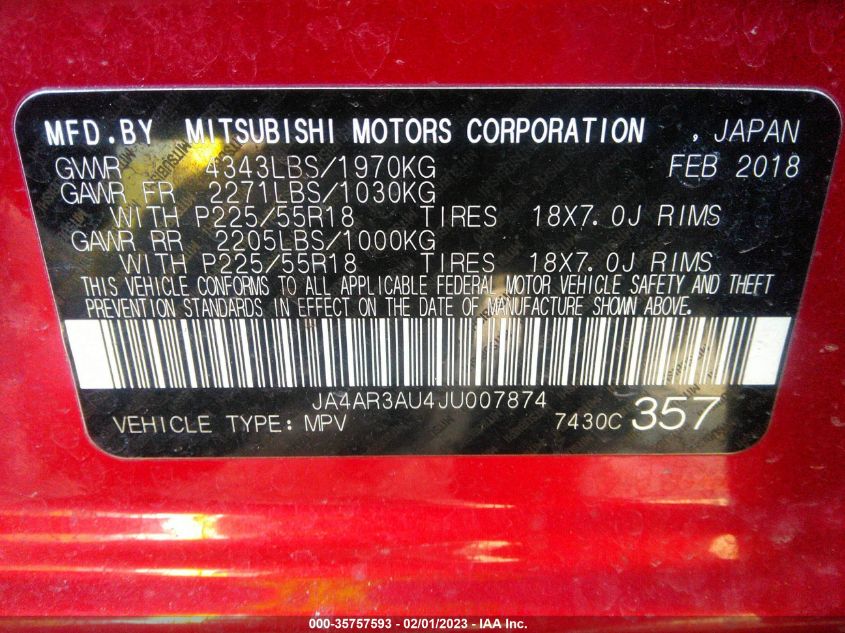 MFD.BY MITSUBISHI MOTORS CORPORATION , JAPAN
GVWR 4343LBS/1970KG FEB 2018
GAWR FR 2271LBS/1030KG
WITH P225/55R18 TIRES 18X7.0J RIMS
GAWR RR 2205LBS/1000KG
WITH P225/55R18 TIRES 18X7.0J RIMS
THIS VEHICLE CONFORMS TO ALL APPLICABLE FEDERAL MOTOR VEHICLE SAFETY AND THEFT
PREVENTION STANDARDS IN EFFECT ON THE DATE OF MANUFACTURE SHOWN ABOVE.
JA4AR3AU4JU007874
VEHICLE TYPE: MPV 7430C 357
000-35757593 — 02/01/2023 — IAA Inc.